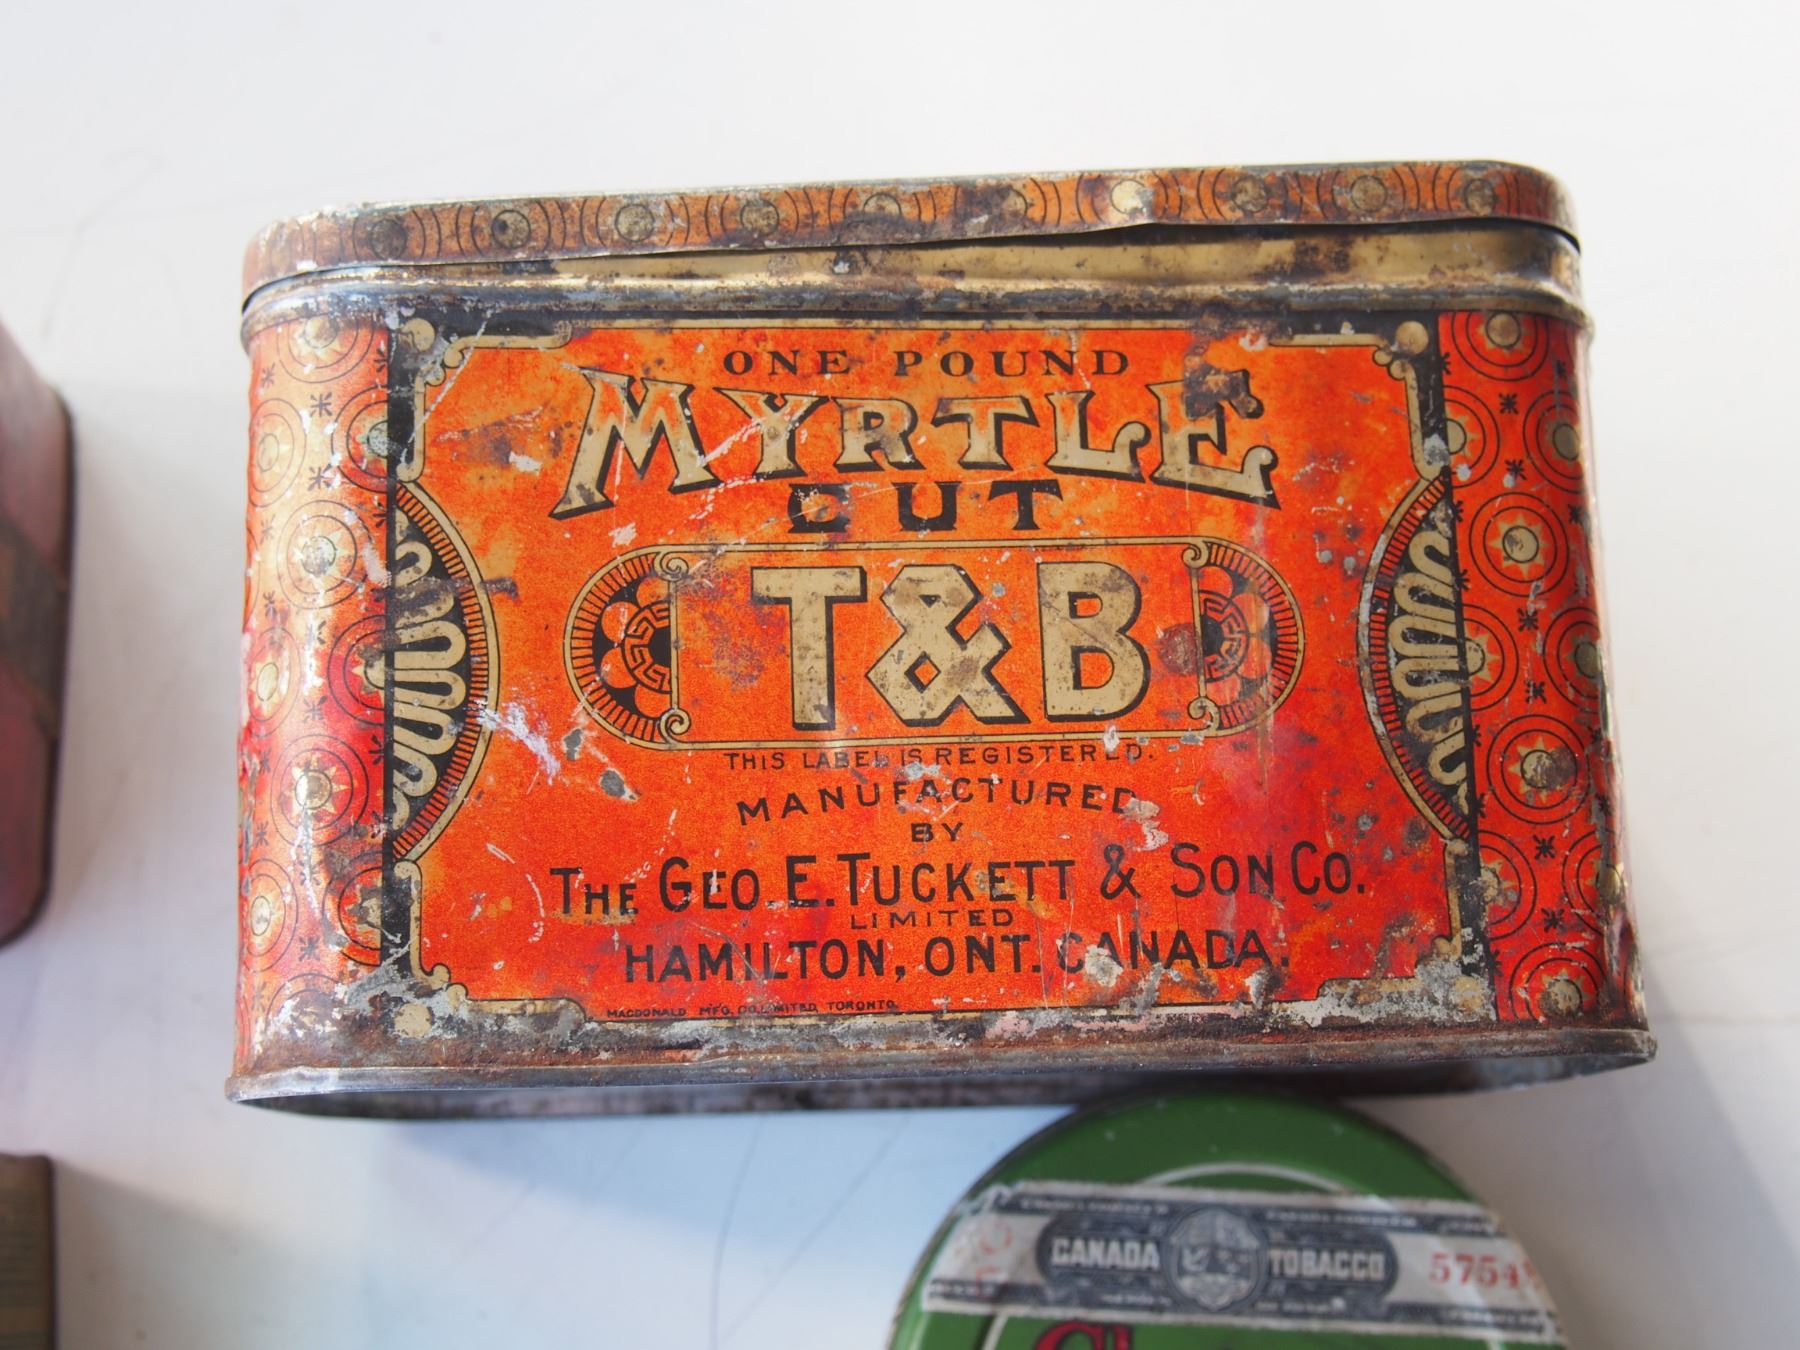 ONE POUND
MYRTLE
CUT
T&B
THIS LABEL IS REGISTERED.
MANUFACTURED
BY
THE GEO. E. TUCKETT & SON CO.
LIMITED
HAMILTON, ONT. CANADA.
MACDONALD MFG. CO. LIMITED, TORONTO.
CANADA TOBACCO 5754